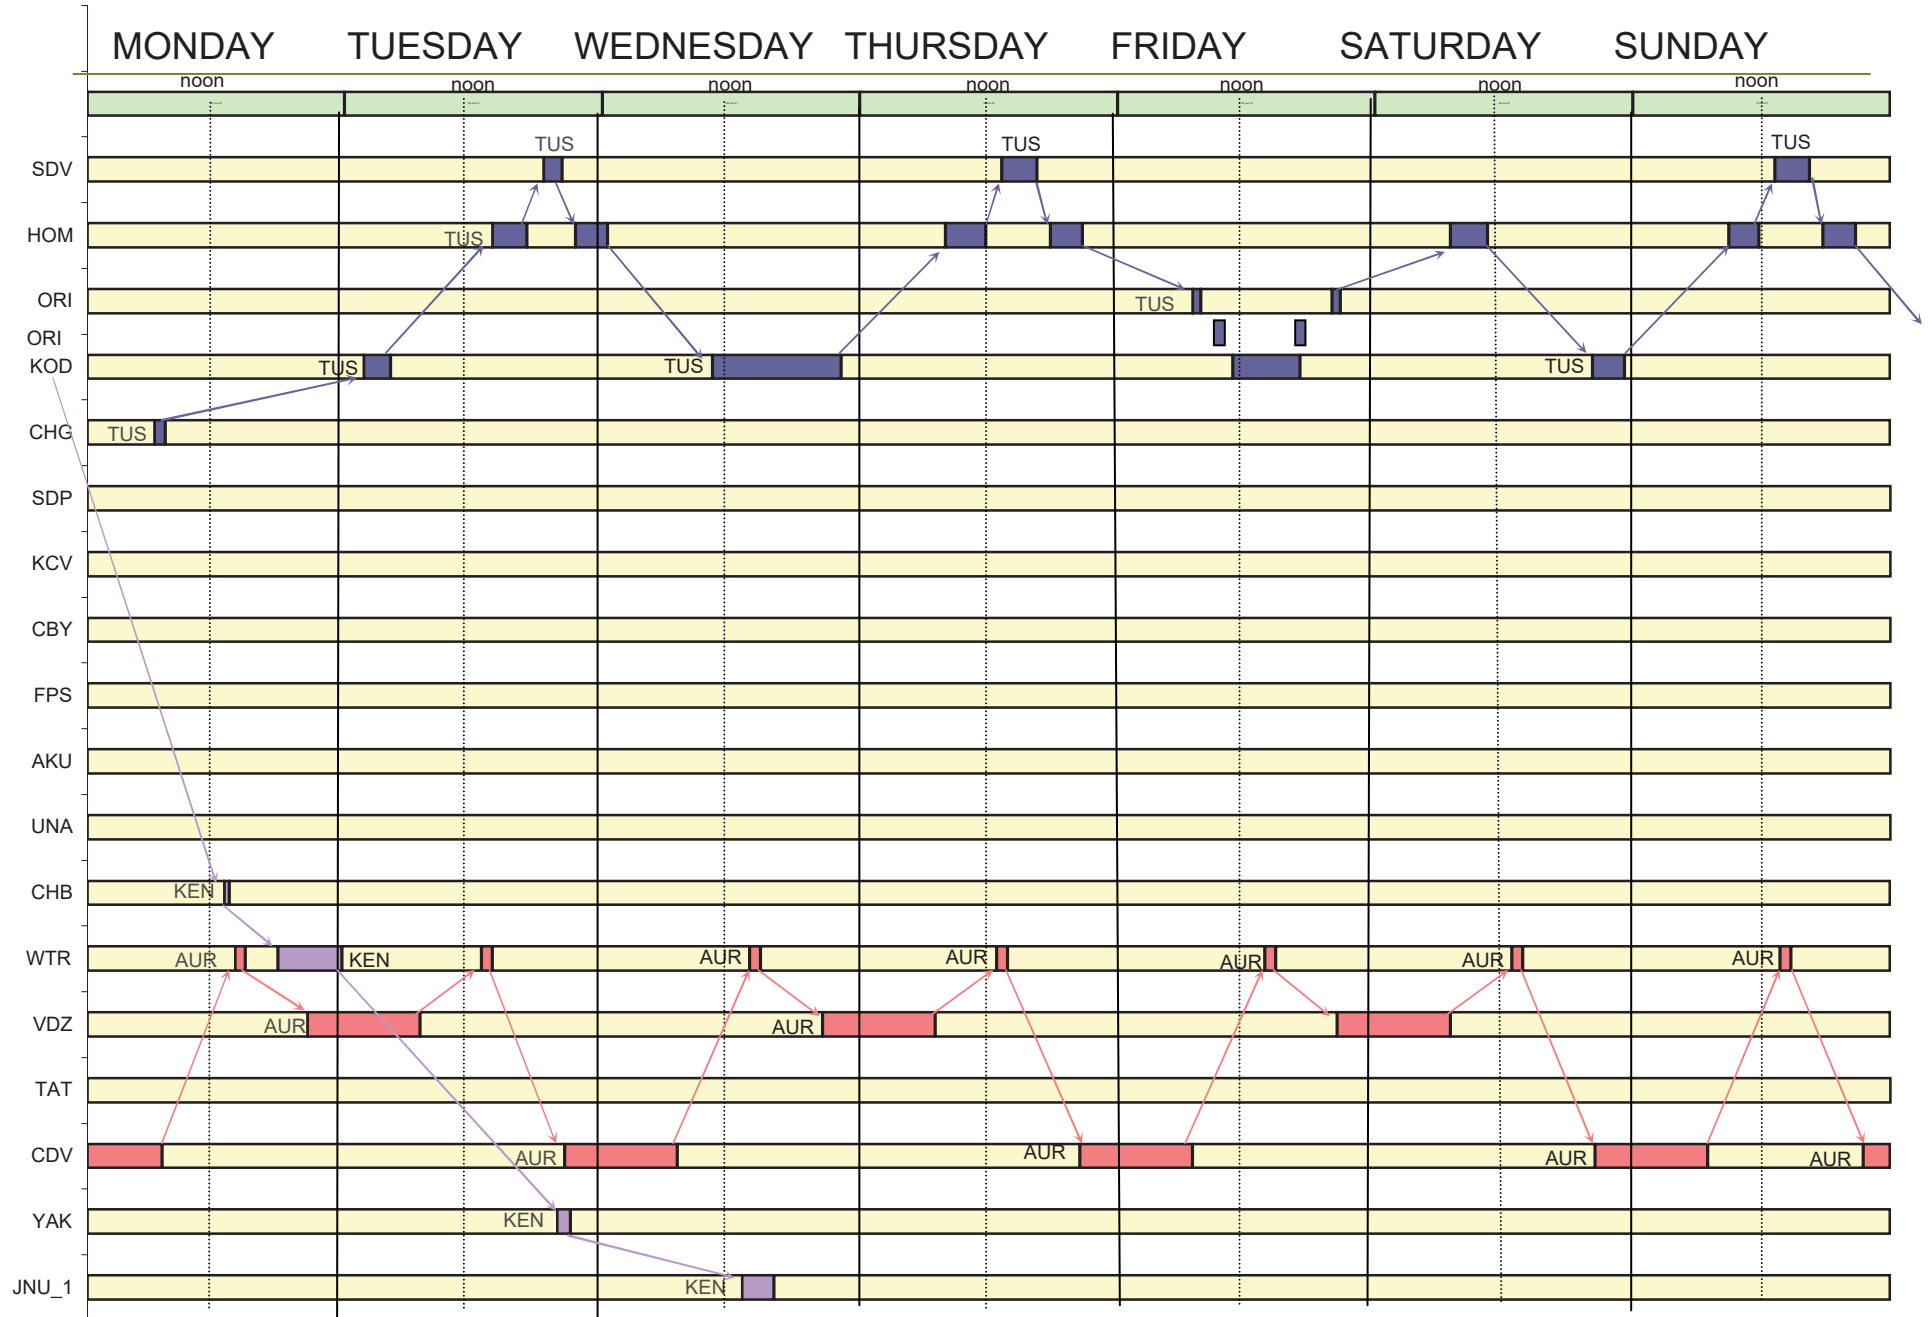 MONDAY TUESDAY WEDNESDAY THURSDAY FRIDAY SATURDAY SUNDAY
noon noon noon noon noon noon noon
TUS TUS TUS
SDV
HOM TUS
ORI TUS
ORI
KOD TUS TUS TUS
CHG TUS
SDP
KCV
CBY
FPS
AKU
UNA
CHB KEN
WTR AUR KEN AUR AUR AUR AUR AUR
VDZ AUR AUR
TAT
CDV AUR AUR AUR AUR
YAK KEN
JNU_1 KEN